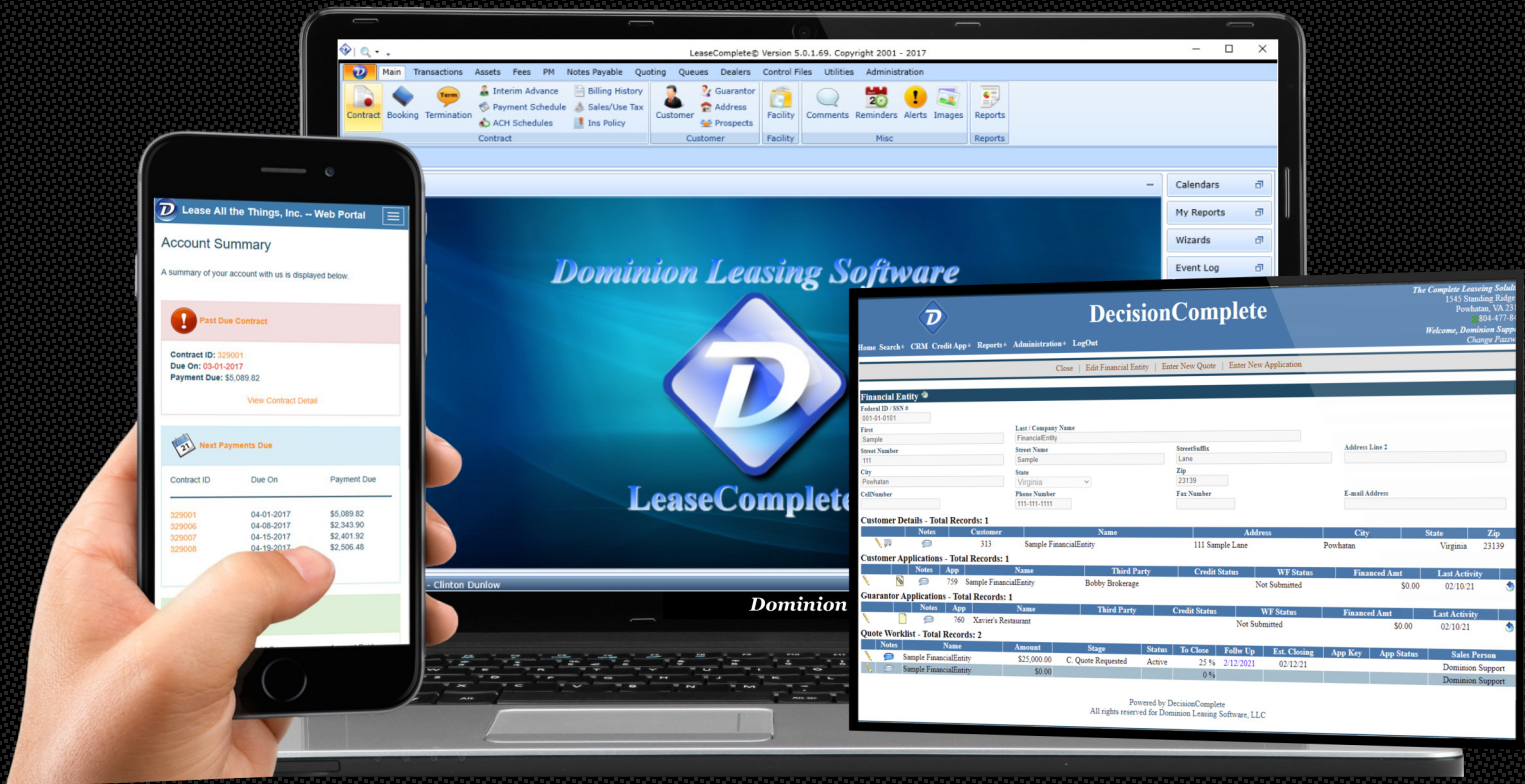 LeaseComplete© Version 5.0.1.69. Copyright 2001 - 2017
Main Transactions Assets Fees PM Notes Payable Quoting Queues Dealers Control Files Utilities Administration
Contract Booking Termination
Term
Interim Advance Billing History
Payment Schedule Sales/Use Tax
ACH Schedules Ins Policy
Contract
Customer
Guarantor
Address
Prospects
Customer
Facility
Facility
Comments Reminders Alerts Images
Misc
Reports
Reports
Calendars
My Reports
Wizards
Event Log
Dominion Leasing Software
D
LeaseComplete
- Clinton Dunlow
Dominion
D Lease All the Things, Inc. -- Web Portal
Account Summary
A summary of your account with us is displayed below.
Past Due Contract
Contract ID: 329001
Due On: 03-01-2017
Payment Due: $5,089.82
View Contract Detail
21 Next Payments Due
Contract ID Due On Payment Due
329001 04-01-2017 $5,089.82
329006 04-08-2017 $2,343.90
329007 04-15-2017 $2,401.92
329008 04-19-2017 $2,506.48
D
DecisionComplete
The Complete Leaseing
1545 Standing Ridge
Powhatan, VA
Welcome, Dominion
Change
Home Search+ CRM Credit App+ Reports+ Administration+ LogOut
Close | Edit Financial Entity | Enter New Quote | Enter New Application
Financial Entity
Federal ID / SSN #
001-01-0101
First Last / Company Name
Sample FinancialEntity
Street Number Street Name StreetSuffix Address Line 2
111 Sample Lane
City State Zip
Powhatan Virginia 23139
CellNumber Phone Number Fax Number E-mail Address
111-111-1111
Customer Details - Total Records: 1
Notes Customer Name Address City State Zip
313 Sample FinancialEntity 111 Sample Lane Powhatan Virginia 23139
Customer Applications - Total Records: 1
Notes App Name Third Party Credit Status WF Status Financed Amt Last Activity
759 Sample FinancialEntity Bobby Brokerage Not Submitted $0.00 02/10/21
Guarantor Applications - Total Records: 1
Notes App Name Third Party Credit Status WF Status Financed Amt Last Activity
760 Xavier's Restaurant Not Submitted $0.00 02/10/21
Quote Worklist - Total Records: 2
Notes Name Amount Stage Status To Close Follw Up Est. Closing App Key App Status Sales Person
Sample FinancialEntity $25,000.00 C. Quote Requested Active 25 % 2/12/2021 02/12/21 Dominion Support
Sample FinancialEntity $0.00 0 % Dominion Support
Powered by DecisionComplete
All rights reserved for Dominion Leasing Software, LLC